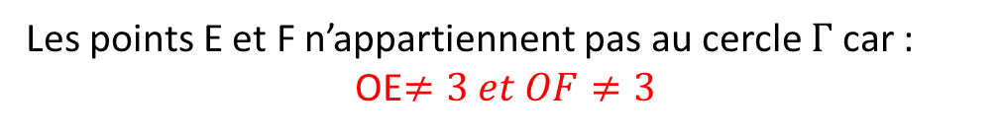 Les points E et F n’appartiennent pas au cercle Γ car :
OE≠ 3 et OF ≠ 3